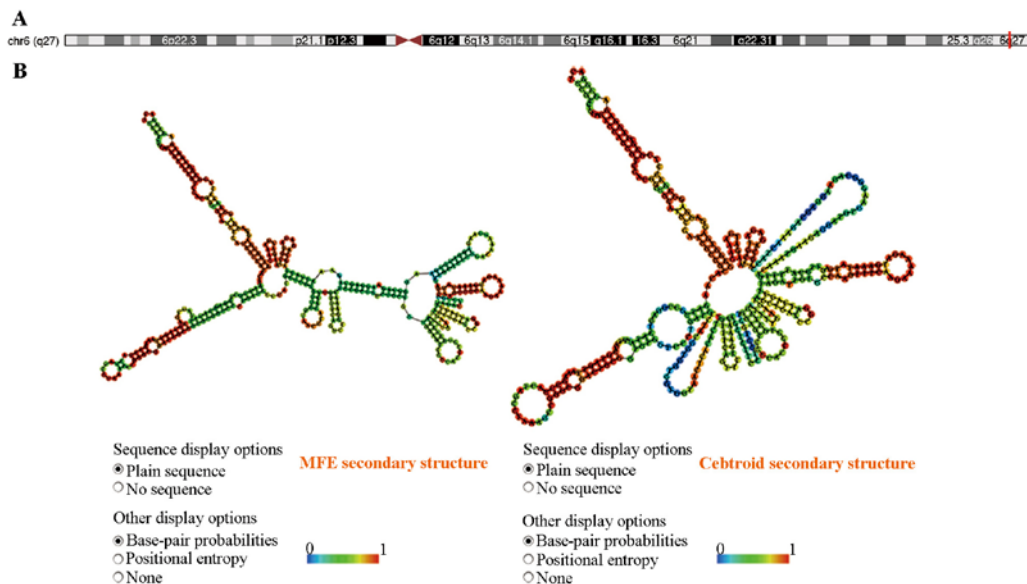 A
chr6 (q27) 6p22.3 p21.1 p12.3 6q12 6q13 6q14.1 6q15 q16.1 16.3 6q21 q22.31 25.3 q26 6q27
B
Sequence display options
Plain sequence
No sequence
MFE secondary structure
Other display options
Base-pair probabilities
Positional entropy
None
0 1
Sequence display options
Plain sequence
No sequence
Cebtroid secondary structure
Other display options
Base-pair probabilities
Positional entropy
None
0 1